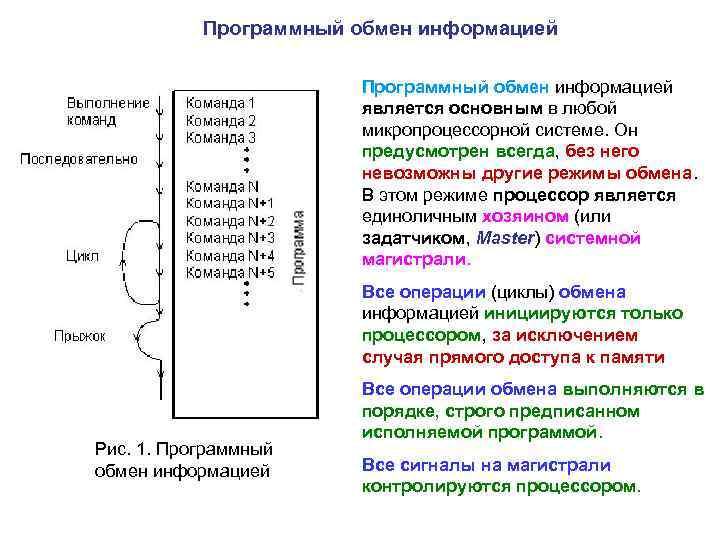 Программный обмен информацией
Выполнение
команд
Последовательно
Цикл
Прыжок
Команда 1
Команда 2
Команда 3
Команда N
Команда N+1
Команда N+2
Команда N+3
Команда N+4
Команда N+5
Программа
Рис. 1. Программный
обмен информацией
Программный обмен информацией
является основным в любой
микропроцессорной системе. Он
предусмотрен всегда, без него
невозможны другие режимы обмена.
В этом режиме процессор является
единоличным хозяином (или
задатчиком, Master) системной
магистрали.
Все операции (циклы) обмена
информацией инициируются только
процессором, за исключением
случая прямого доступа к памяти
Все операции обмена выполняются в
порядке, строго предписанном
исполняемой программой.
Все сигналы на магистрали
контролируются процессором.